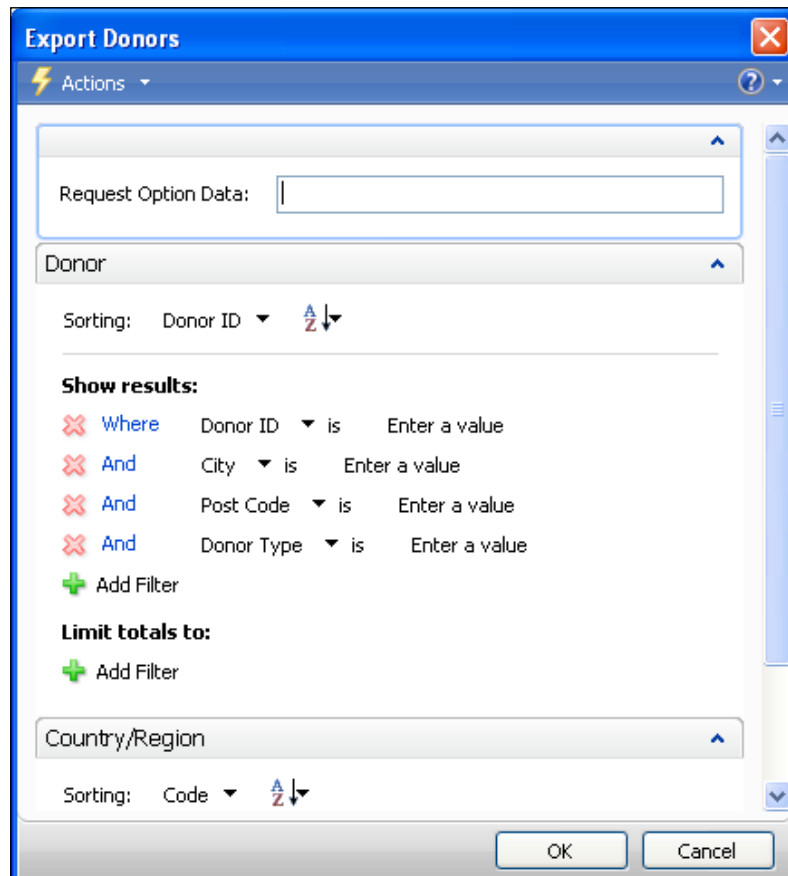 Export Donors
Actions
Request Option Data:
Donor
Sorting: Donor ID
Show results:
Where Donor ID is Enter a value
And City is Enter a value
And Post Code is Enter a value
And Donor Type is Enter a value
Add Filter
Limit totals to:
Add Filter
Country/Region
Sorting: Code
OK Cancel